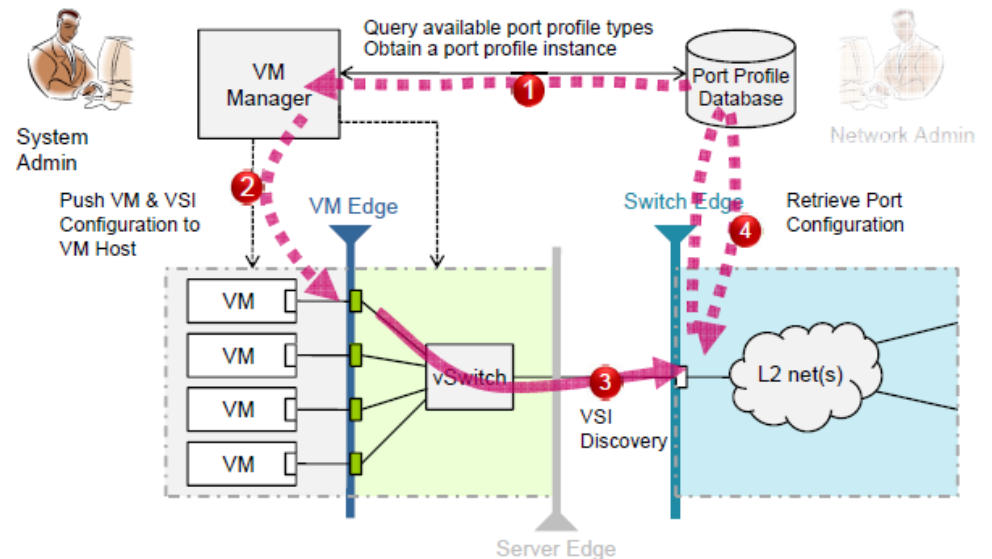 Query available port profile types
Obtain a port profile instance
VM
Manager
1
Port Profile
Database
System
Admin
Network Admin
2
Push VM & VSI
Configuration to
VM Host
VM Edge
Switch Edge
4
Retrieve Port
Configuration
VM
VM
VM
VM
vSwitch
3
VSI
Discovery
L2 net(s)
Server Edge